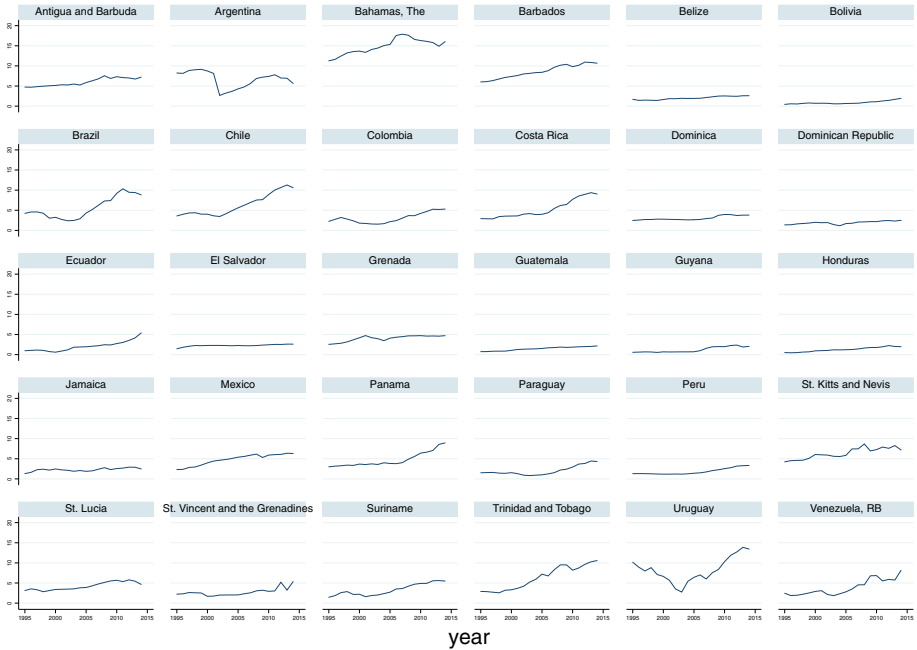 Antigua and Barbuda Argentina Bahamas, The Barbados Belize Bolivia
0 5 10 15 20
Brazil Chile Colombia Costa Rica Dominica Dominican Republic
0 5 10 15 20
Ecuador El Salvador Grenada Guatemala Guyana Honduras
0 5 10 15 20
Jamaica Mexico Panama Paraguay Peru St. Kitts and Nevis
0 5 10 15 20
St. Lucia St. Vincent and the Grenadines Suriname Trinidad and Tobago Uruguay Venezuela, RB
0 5 10 15 20
1995 2000 2005 2010 2015 1995 2000 2005 2010 2015 1995 2000 2005 2010 2015 1995 2000 2005 2010 2015 1995 2000 2005 2010 2015 1995 2000 2005 2010 2015
year